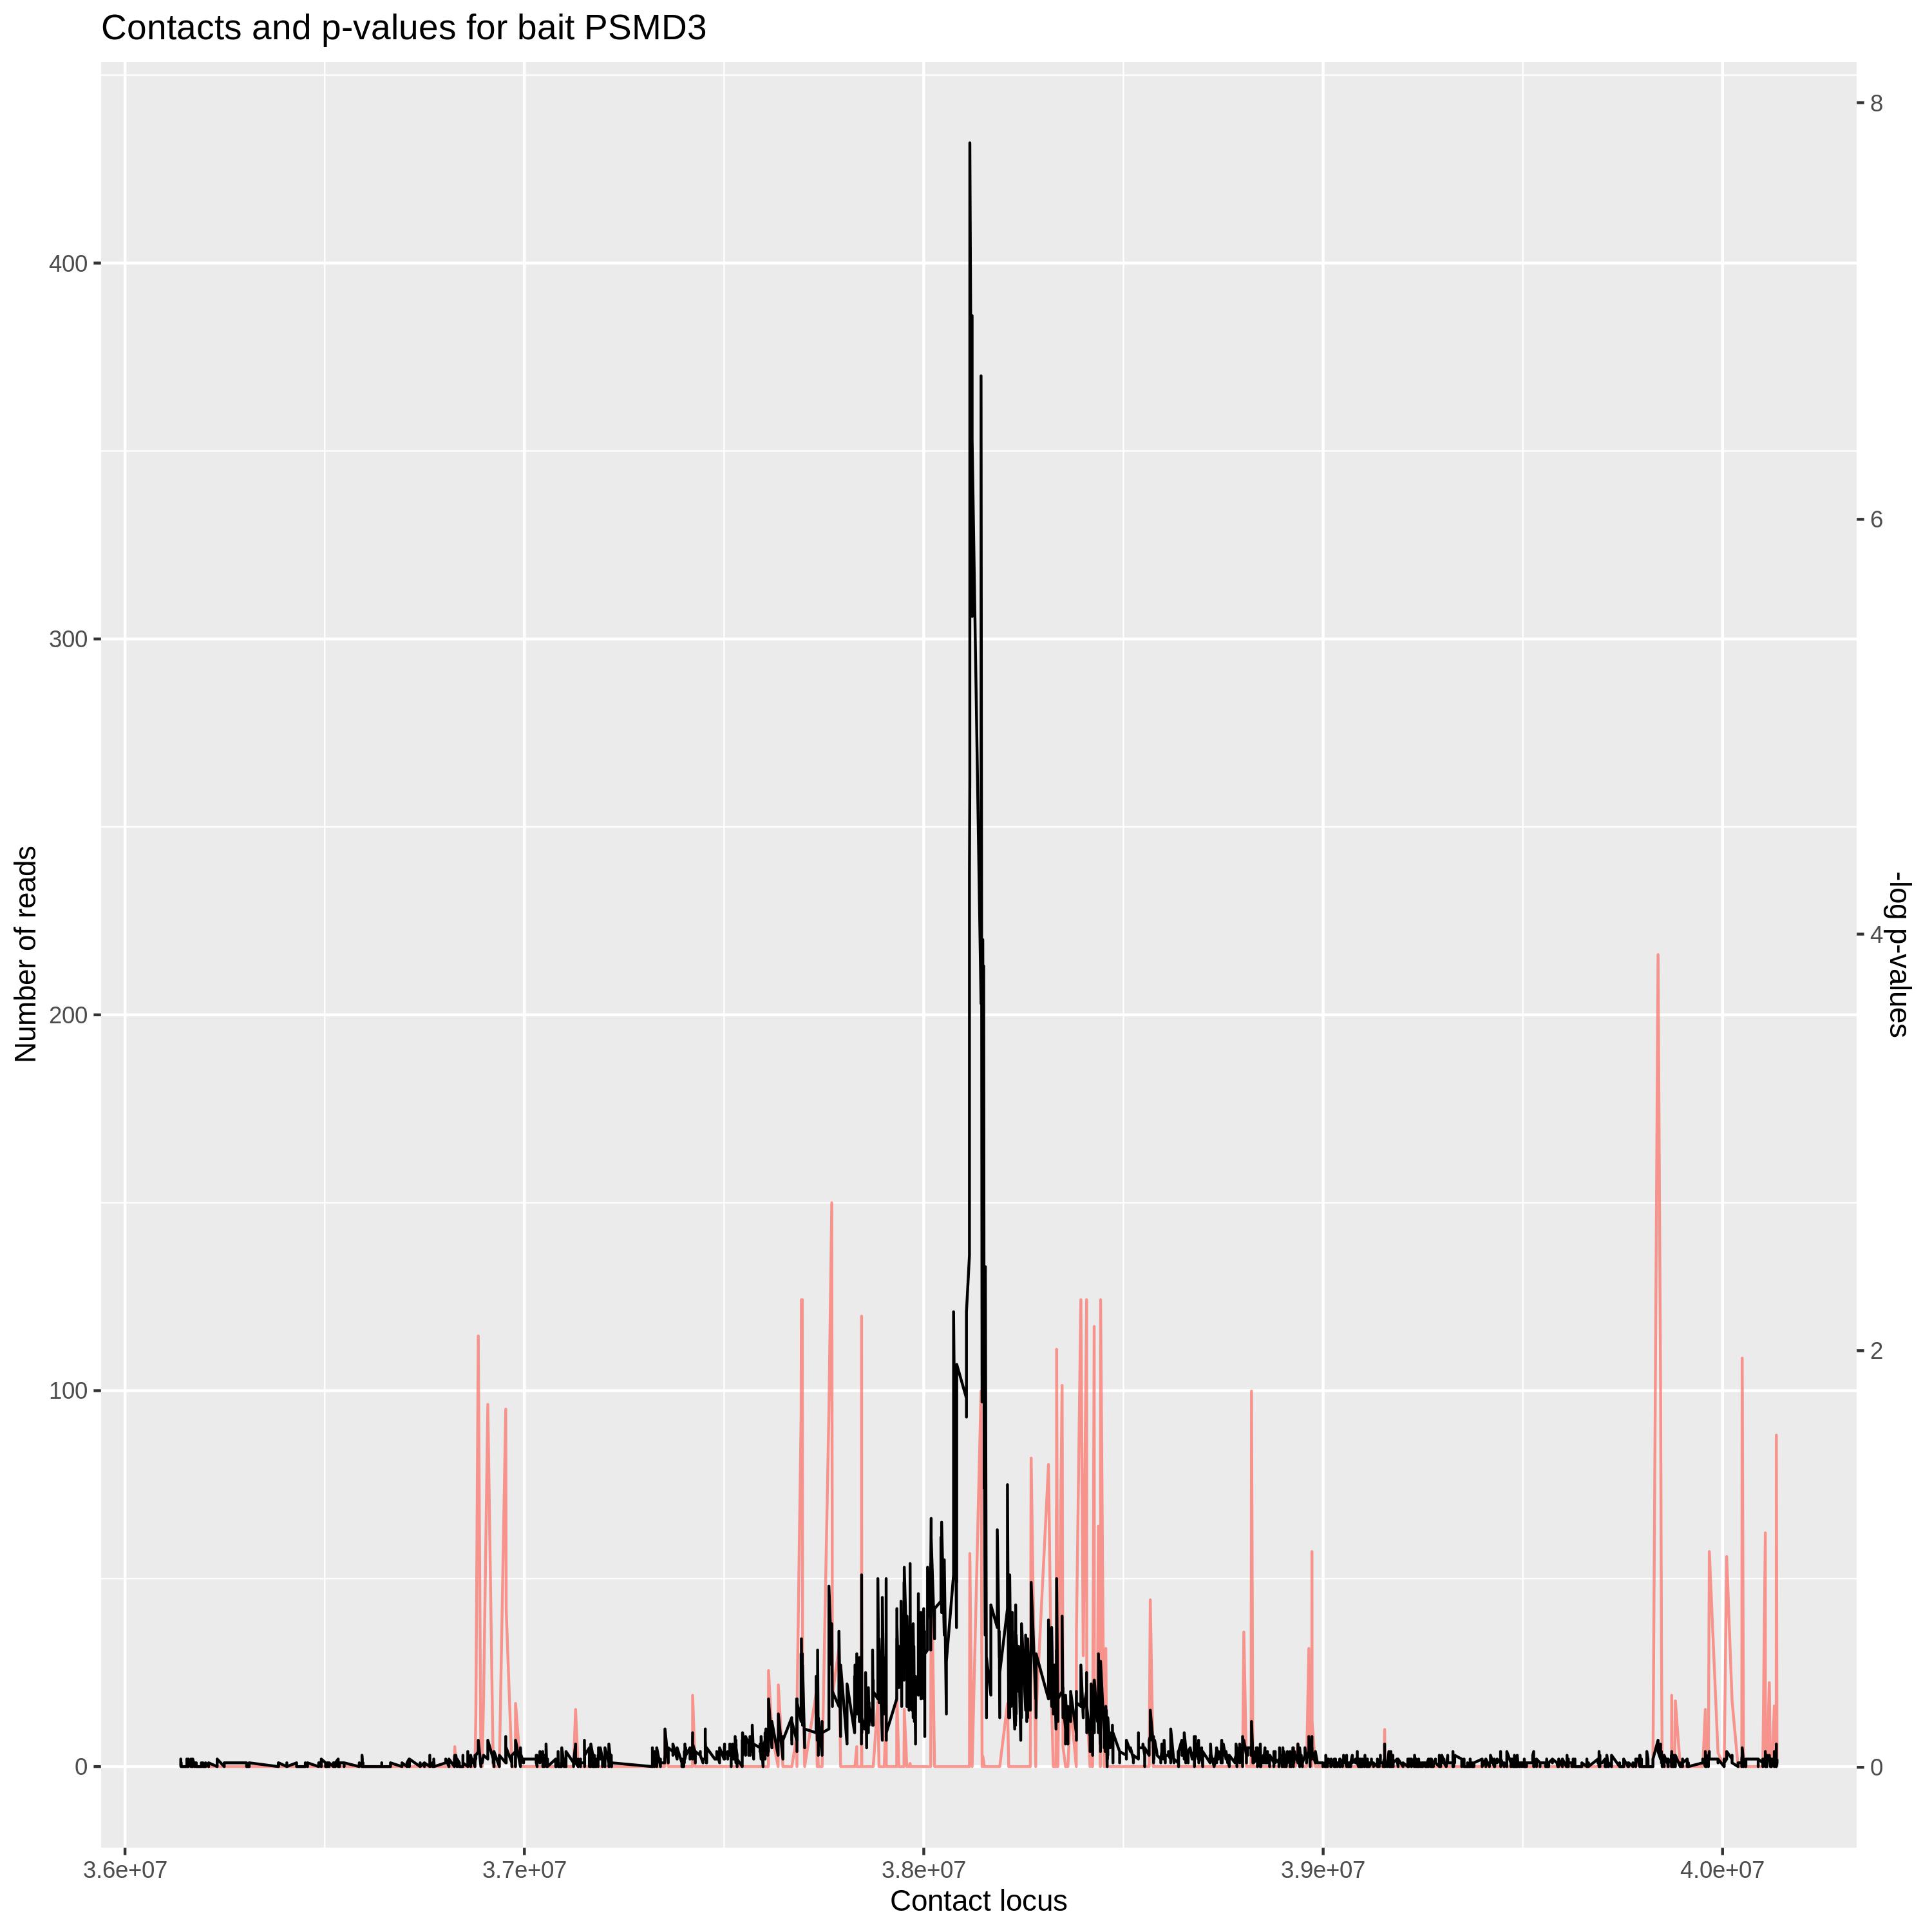 Contacts and p-values for bait PSMD3
Number of reads
400
300
200
100
0
8
6
4
2
0
-log p-values
3.6e+07 3.7e+07 3.8e+07 3.9e+07 4.0e+07
Contact locus